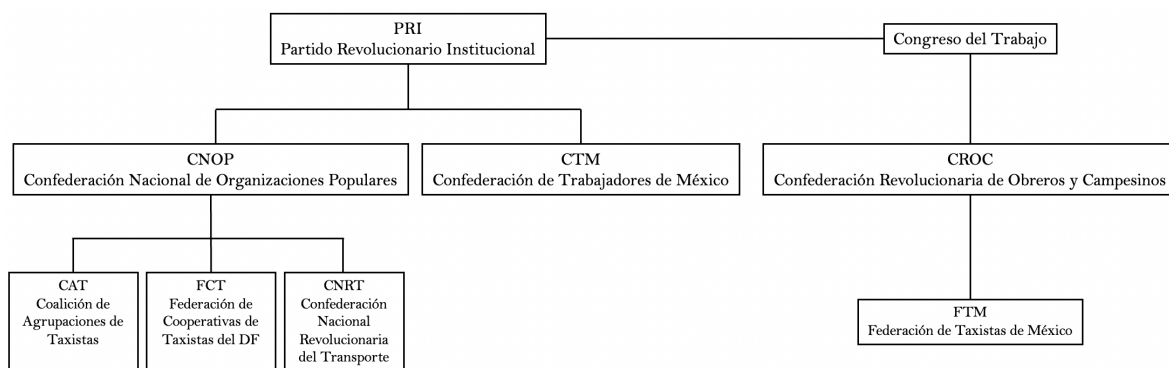 PRI
Partido Revolucionario Institucional
Congreso del Trabajo
CNOP
Confederación Nacional de Organizaciones Populares
CTM
Confederación de Trabajadores de México
CROC
Confederación Revolucionaria de Obreros y Campesinos
CAT
Coalición de
Agrupaciones de
Taxistas
FCT
Federación de
Cooperativas de
Taxistas del DF
CNRT
Confederación
Nacional
Revolucionaria
del Transporte
FTM
Federación de Taxistas de México